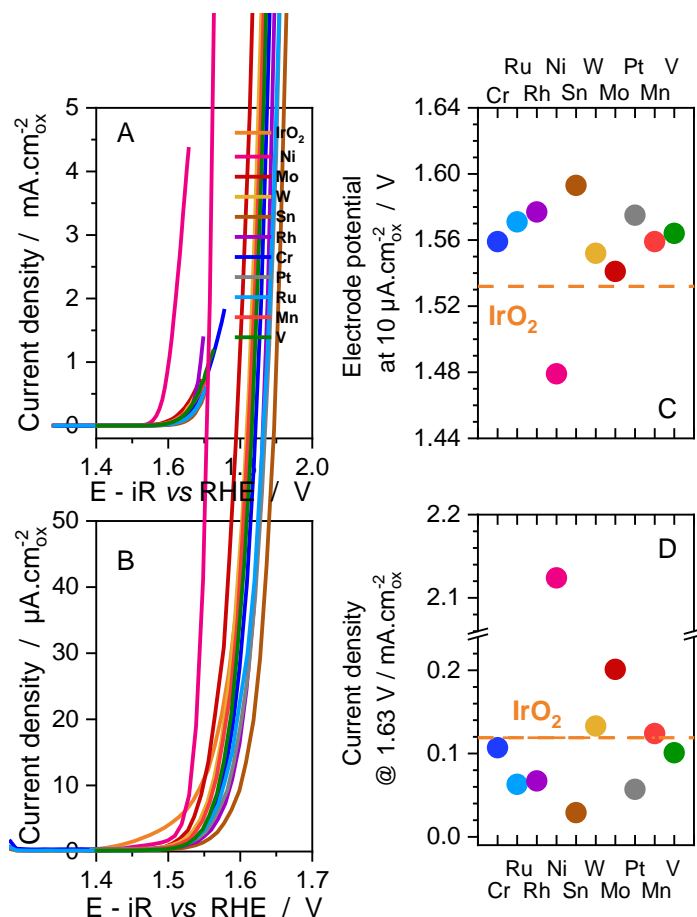 A
5
4
3
2
1
0
Current density / mA.cm⁻²ox
1.4
1.6
2.0
E - iR vs RHE / V
IrO₂
Ni
Mo
W
Sn
Rh
Cr
Pt
Ru
Mn
V
B
50
40
30
20
10
0
Current density / µA.cm⁻²ox
1.4 1.5 1.6 1.7
E - iR vs RHE / V
Ru Ni W Pt V
Cr Rh Sn Mo Mn
1.64
1.60
1.56
1.52
1.48
1.44
Electrode potential
at 10 µA.cm⁻²ox / V
IrO₂
C
2.2
2.1
0.2
0.1
0.0
D
Current density
@ 1.63 V / mA.cm⁻²ox
IrO₂
Ru Ni W Pt V
Cr Rh Sn Mo Mn